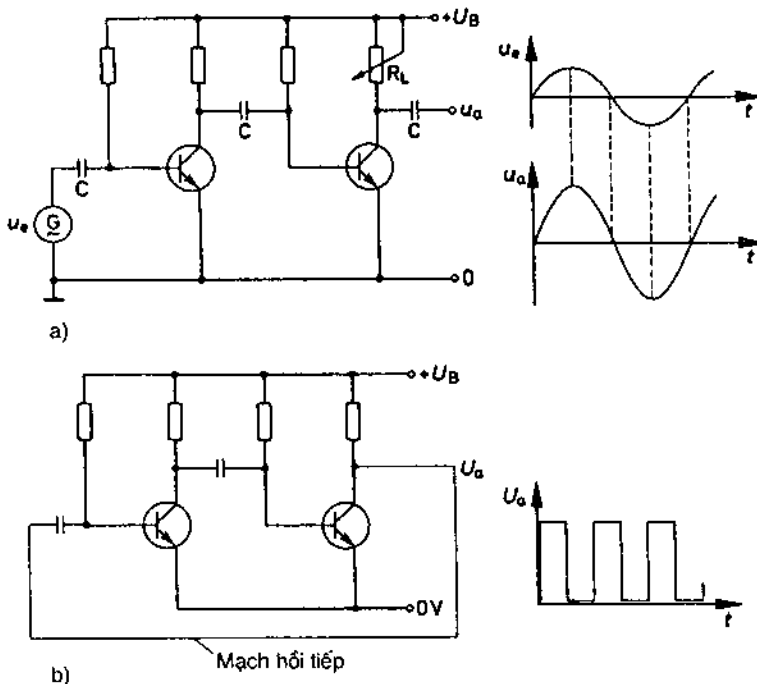 +U_B
R_L
C
C
C
u_a
u_e
G
0
u_e
t
u_a
t
a)
+U_B
U_a
0V
Mạch hồi tiếp
U_a
t
b)